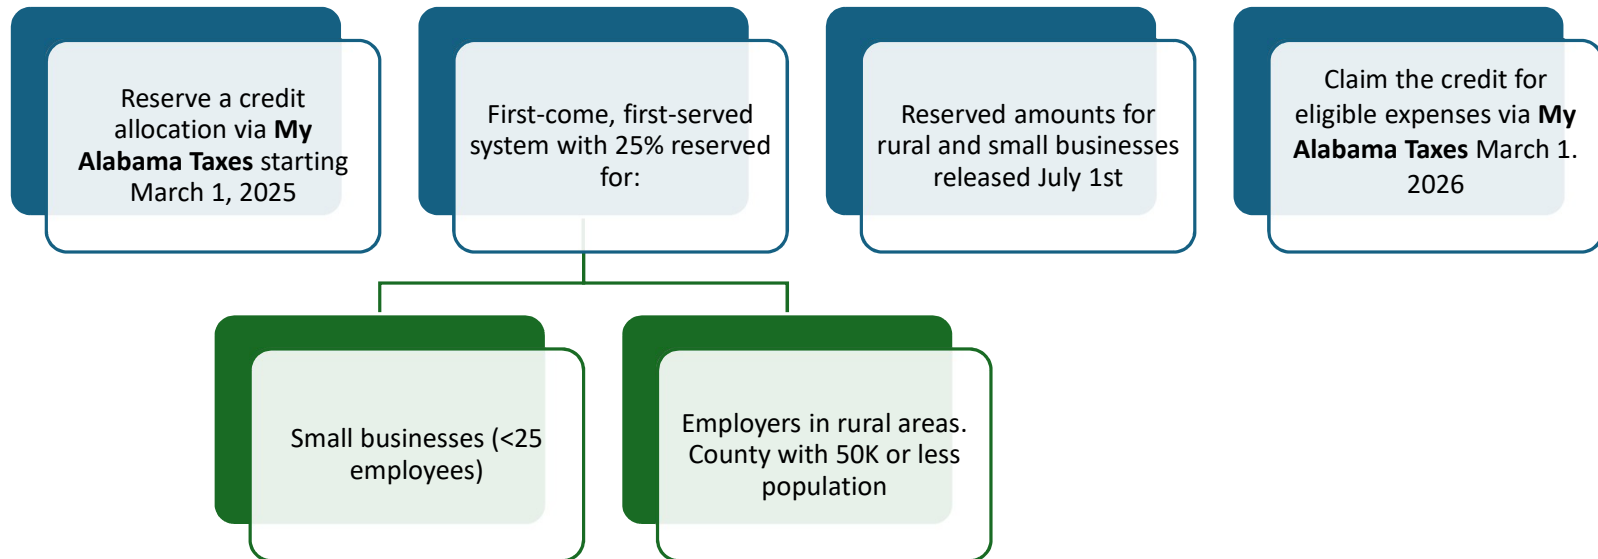 Reserve a credit
allocation via My
Alabama Taxes starting
March 1, 2025
First-come, first-served
system with 25% reserved
for:
Reserved amounts for
rural and small businesses
released July 1st
Claim the credit for
eligible expenses via My
Alabama Taxes March 1.
2026
Small businesses (<25
employees)
Employers in rural areas.
County with 50K or less
population